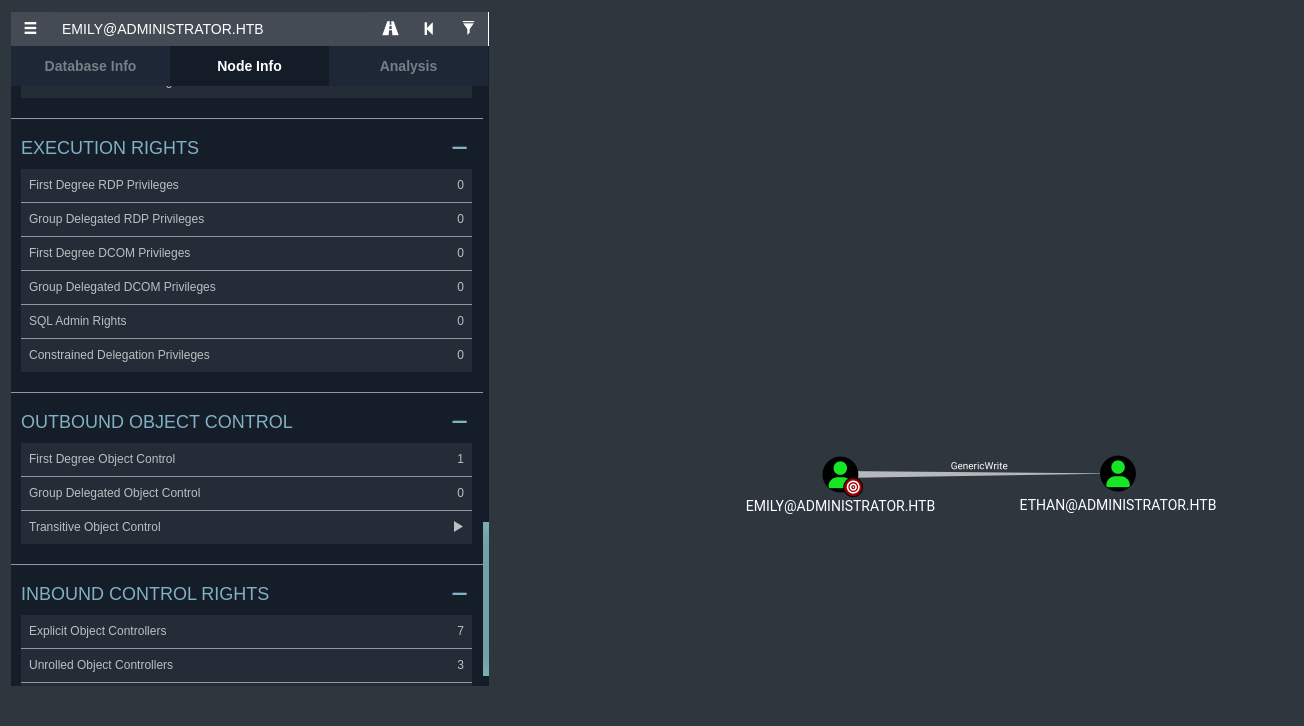 EMILY@ADMINISTRATOR.HTB
Database Info
Node Info
Analysis
EXECUTION RIGHTS
First Degree RDP Privileges 0
Group Delegated RDP Privileges 0
First Degree DCOM Privileges 0
Group Delegated DCOM Privileges 0
SQL Admin Rights 0
Constrained Delegation Privileges 0
OUTBOUND OBJECT CONTROL
First Degree Object Control 1
Group Delegated Object Control 0
Transitive Object Control
INBOUND CONTROL RIGHTS
Explicit Object Controllers 7
Unrolled Object Controllers 3
GenericWrite
EMILY@ADMINISTRATOR.HTB
ETHAN@ADMINISTRATOR.HTB